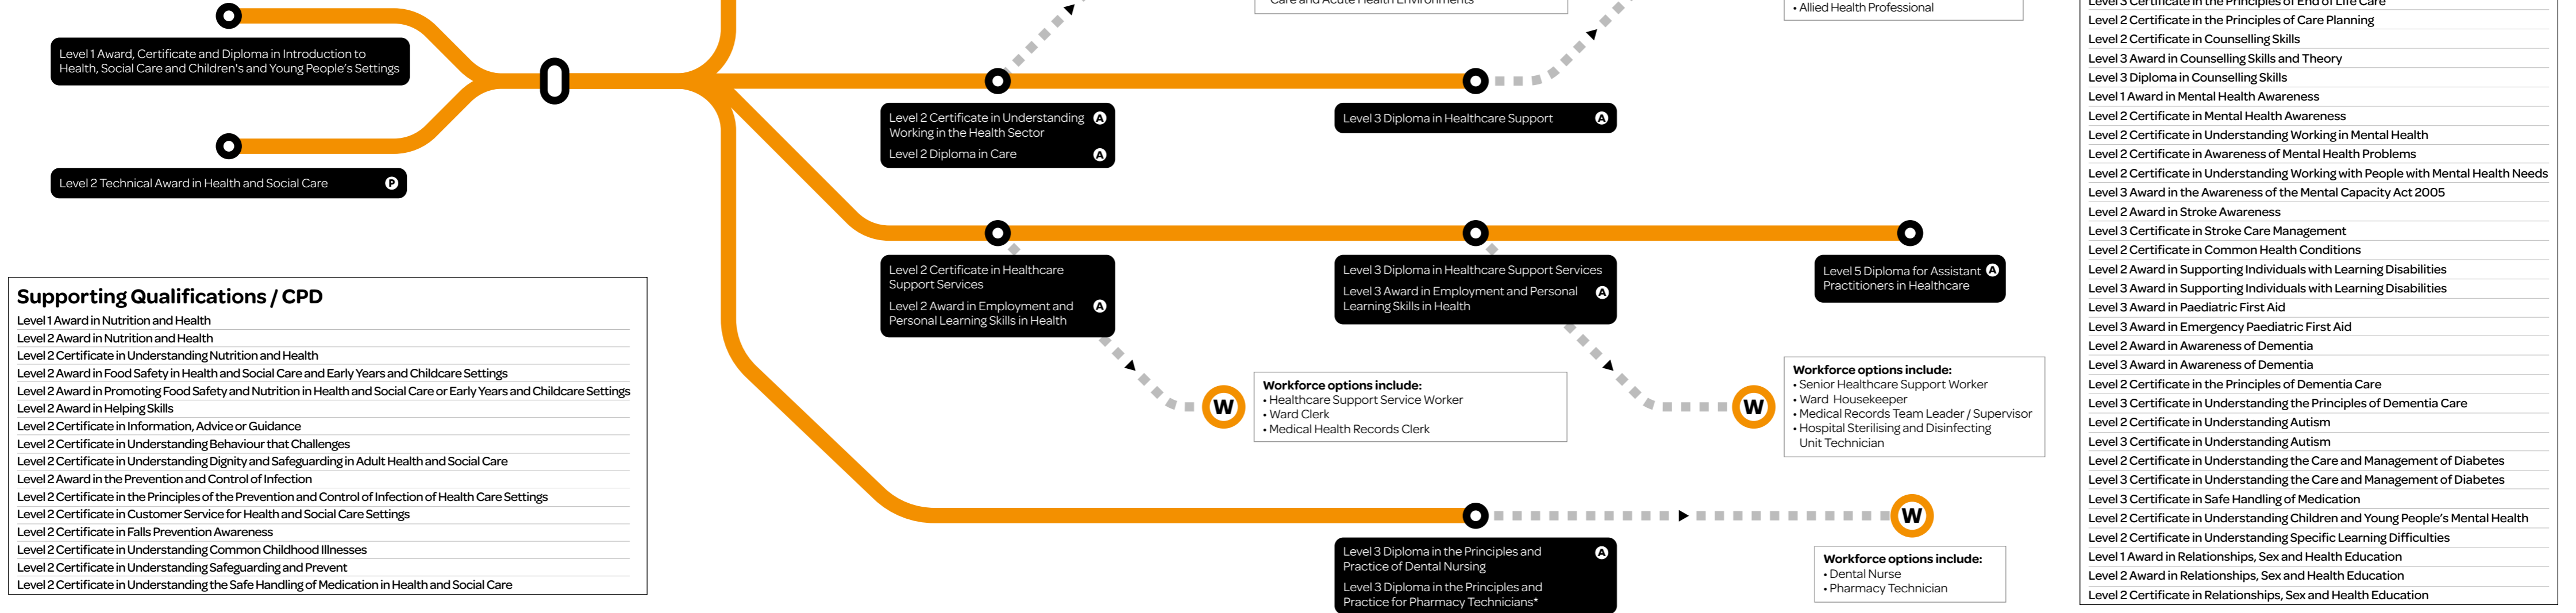 Level 1 Award, Certificate and Diploma in Introduction to
Health, Social Care and Children's and Young People's Settings
Level 2 Technical Award in Health and Social Care P
Supporting Qualifications / CPD
Level 1 Award in Nutrition and Health
Level 2 Award in Nutrition and Health
Level 2 Certificate in Understanding Nutrition and Health
Level 2 Award in Food Safety in Health and Social Care and Early Years and Childcare Settings
Level 2 Award in Promoting Food Safety and Nutrition in Health and Social Care or Early Years and Childcare Settings
Level 2 Award in Helping Skills
Level 2 Certificate in Information, Advice or Guidance
Level 2 Certificate in Understanding Behaviour that Challenges
Level 2 Certificate in Understanding Dignity and Safeguarding in Adult Health and Social Care
Level 2 Award in the Prevention and Control of Infection
Level 2 Certificate in the Principles of the Prevention and Control of Infection of Health Care Settings
Level 2 Certificate in Customer Service for Health and Social Care Settings
Level 2 Certificate in Falls Prevention Awareness
Level 2 Certificate in Understanding Common Childhood Illnesses
Level 2 Certificate in Understanding Safeguarding and Prevent
Level 2 Certificate in Understanding the Safe Handling of Medication in Health and Social Care
Care and Acute Health Environments
• Allied Health Professional
Level 2 Certificate in Understanding A
Working in the Health Sector
Level 2 Diploma in Care A
Level 3 Diploma in Healthcare Support A
Level 2 Certificate in Healthcare
Support Services
Level 2 Award in Employment and A
Personal Learning Skills in Health
Level 3 Diploma in Healthcare Support Services
Level 3 Award in Employment and Personal A
Learning Skills in Health
Level 5 Diploma for Assistant A
Practitioners in Healthcare
W
Workforce options include:
• Healthcare Support Service Worker
• Ward Clerk
• Medical Health Records Clerk
W
Workforce options include:
• Senior Healthcare Support Worker
• Ward Housekeeper
• Medical Records Team Leader / Supervisor
• Hospital Sterilising and Disinfecting
Unit Technician
Level 3 Diploma in the Principles and A
Practice of Dental Nursing
Level 3 Diploma in the Principles and
Practice for Pharmacy Technicians*
W
Workforce options include:
• Dental Nurse
• Pharmacy Technician
Level 3 Certificate in the Principles of End of Life Care
Level 2 Certificate in the Principles of Care Planning
Level 2 Certificate in Counselling Skills
Level 3 Award in Counselling Skills and Theory
Level 3 Diploma in Counselling Skills
Level 1 Award in Mental Health Awareness
Level 2 Certificate in Mental Health Awareness
Level 2 Certificate in Understanding Working in Mental Health
Level 2 Certificate in Awareness of Mental Health Problems
Level 2 Certificate in Understanding Working with People with Mental Health Needs
Level 3 Award in the Awareness of the Mental Capacity Act 2005
Level 2 Award in Stroke Awareness
Level 3 Certificate in Stroke Care Management
Level 2 Certificate in Common Health Conditions
Level 2 Award in Supporting Individuals with Learning Disabilities
Level 3 Award in Supporting Individuals with Learning Disabilities
Level 3 Award in Paediatric First Aid
Level 3 Award in Emergency Paediatric First Aid
Level 2 Award in Awareness of Dementia
Level 3 Award in Awareness of Dementia
Level 2 Certificate in the Principles of Dementia Care
Level 3 Certificate in Understanding the Principles of Dementia Care
Level 2 Certificate in Understanding Autism
Level 3 Certificate in Understanding Autism
Level 2 Certificate in Understanding the Care and Management of Diabetes
Level 3 Certificate in Understanding the Care and Management of Diabetes
Level 3 Certificate in Safe Handling of Medication
Level 2 Certificate in Understanding Children and Young People's Mental Health
Level 2 Certificate in Understanding Specific Learning Difficulties
Level 1 Award in Relationships, Sex and Health Education
Level 2 Award in Relationships, Sex and Health Education
Level 2 Certificate in Relationships, Sex and Health Education